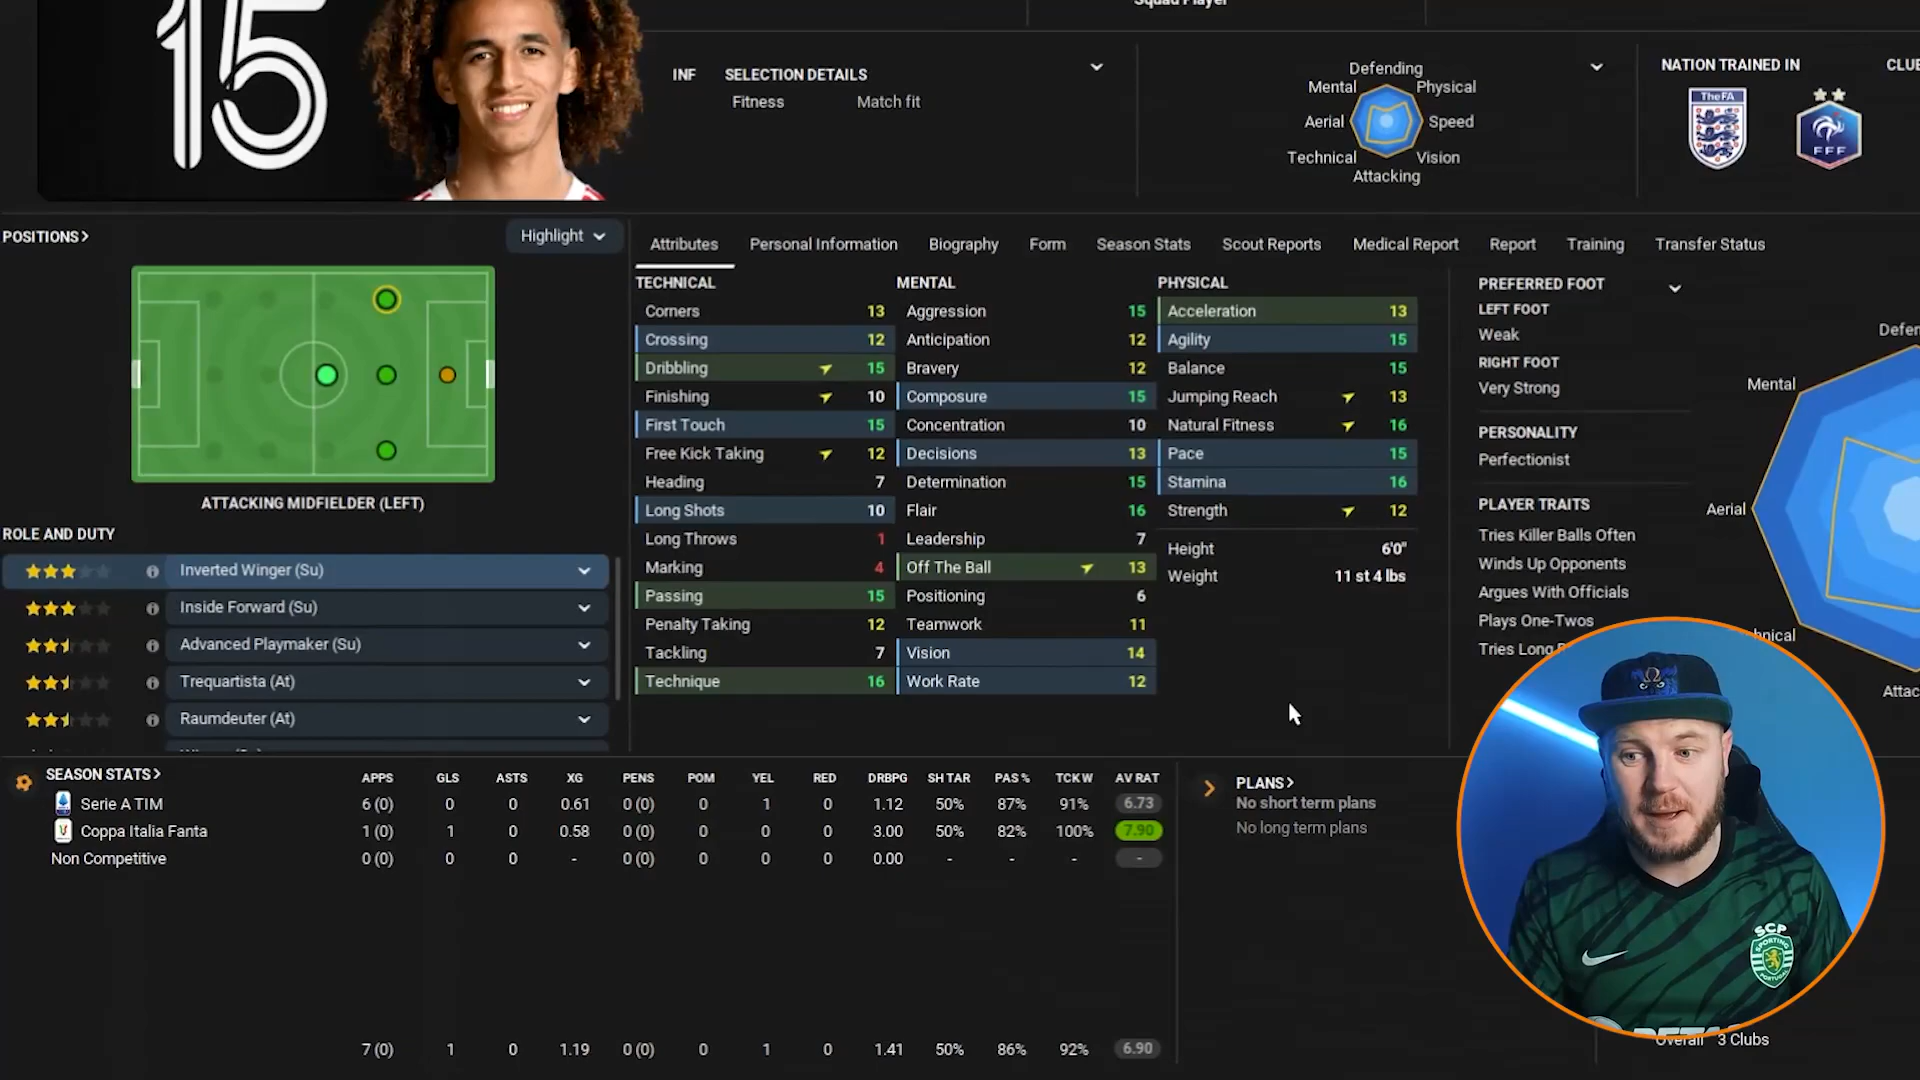 Squad Player
15
INF SELECTION DETAILS
Fitness Match fit
Defending
Mental Physical
Aerial Speed
Technical Vision
Attacking
NATION TRAINED IN
The FA
FFF
POSITIONS
Highlight
ATTACKING MIDFIELDER (LEFT)
ROLE AND DUTY
Inverted Winger (Su)
Inside Forward (Su)
Advanced Playmaker (Su)
Trequartista (At)
Raumdeuter (At)
Attributes Personal Information Biography Form Season Stats Scout Reports Medical Report Report Training Transfer Status
TECHNICAL
Corners 13
Crossing 12
Dribbling 15
Finishing 10
First Touch 15
Free Kick Taking 12
Heading 7
Long Shots 10
Long Throws 1
Marking 4
Passing 15
Penalty Taking 12
Tackling 7
Technique 16
MENTAL
Aggression 15
Anticipation 12
Bravery 12
Composure 15
Concentration 10
Decisions 13
Determination 15
Flair 16
Leadership 7
Off The Ball 13
Positioning 6
Teamwork 11
Vision 14
Work Rate 12
PHYSICAL
Acceleration 13
Agility 15
Balance 15
Jumping Reach 13
Natural Fitness 16
Pace 15
Stamina 16
Strength 12
Height 6'0"
Weight 11 st 4 lbs
PREFERRED FOOT
LEFT FOOT
Weak
RIGHT FOOT
Very Strong
PERSONALITY
Perfectionist
PLAYER TRAITS
Tries Killer Balls Often
Winds Up Opponents
Argues With Officials
Plays One-Twos
Tries Long
Mental
Aerial
SEASON STATS APPS GLS ASTS XG PENS POM YEL RED DRBPG SH TAR PAS % TCK W AV RAT
Serie A TIM 6 (0) 0 0 0.61 0 (0) 0 1 0 1.12 50% 87% 91% 6.73
Coppa Italia Fanta 1 (0) 1 0 0.58 0 (0) 0 0 0 3.00 50% 82% 100% 7.90
Non Competitive 0 (0) 0 0 - 0 (0) 0 0 0 0.00 - - - -
7 (0) 1 0 1.19 0 (0) 0 1 0 1.41 50% 86% 92% 6.90
PLANS
No short term plans
No long term plans
SCP
SPORTING
PORTUGAL
Overall 3 Clubs